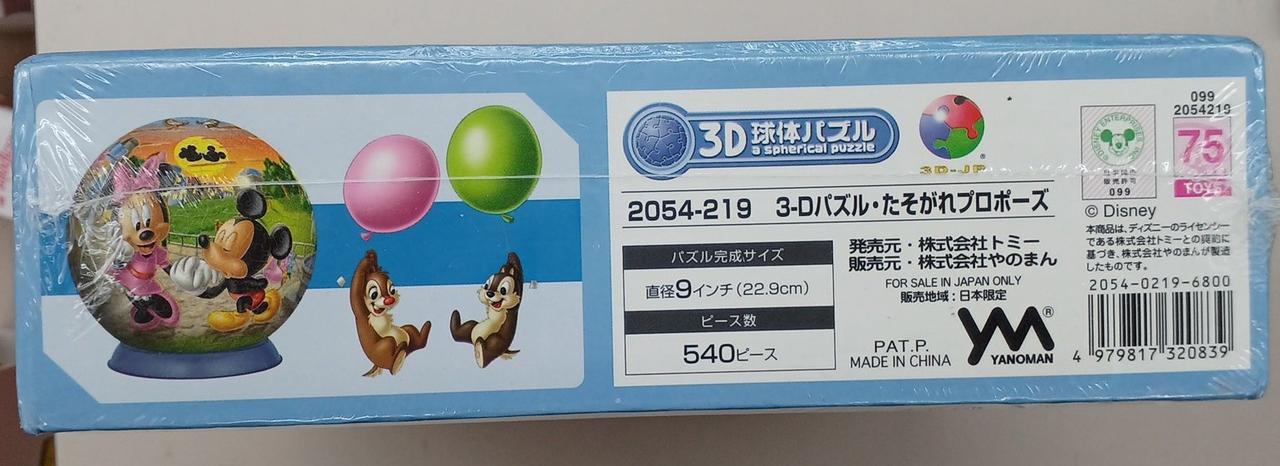 3D球体パズル
a spherical puzzle
3D-JP
®
2054-219 3-Dパズル・たそがれプロポーズ
パズル完成サイズ
直径9インチ(22.9cm)
ピース数
540ピース
発売元・株式会社トミー
販売元・株式会社やのまん
FOR SALE IN JAPAN ONLY
販売地域:日本限定
PAT.P.
MADE IN CHINA
YM®
YANOMAN
099
2054219
販売許可
099
75
TOYS
© Disney
本商品は、ディズニーのライセンシー
である株式会社トミーとの契約に
基づき、株式会社やのまんが製造
したものです。
2054-0219-6800
4 979817 320839